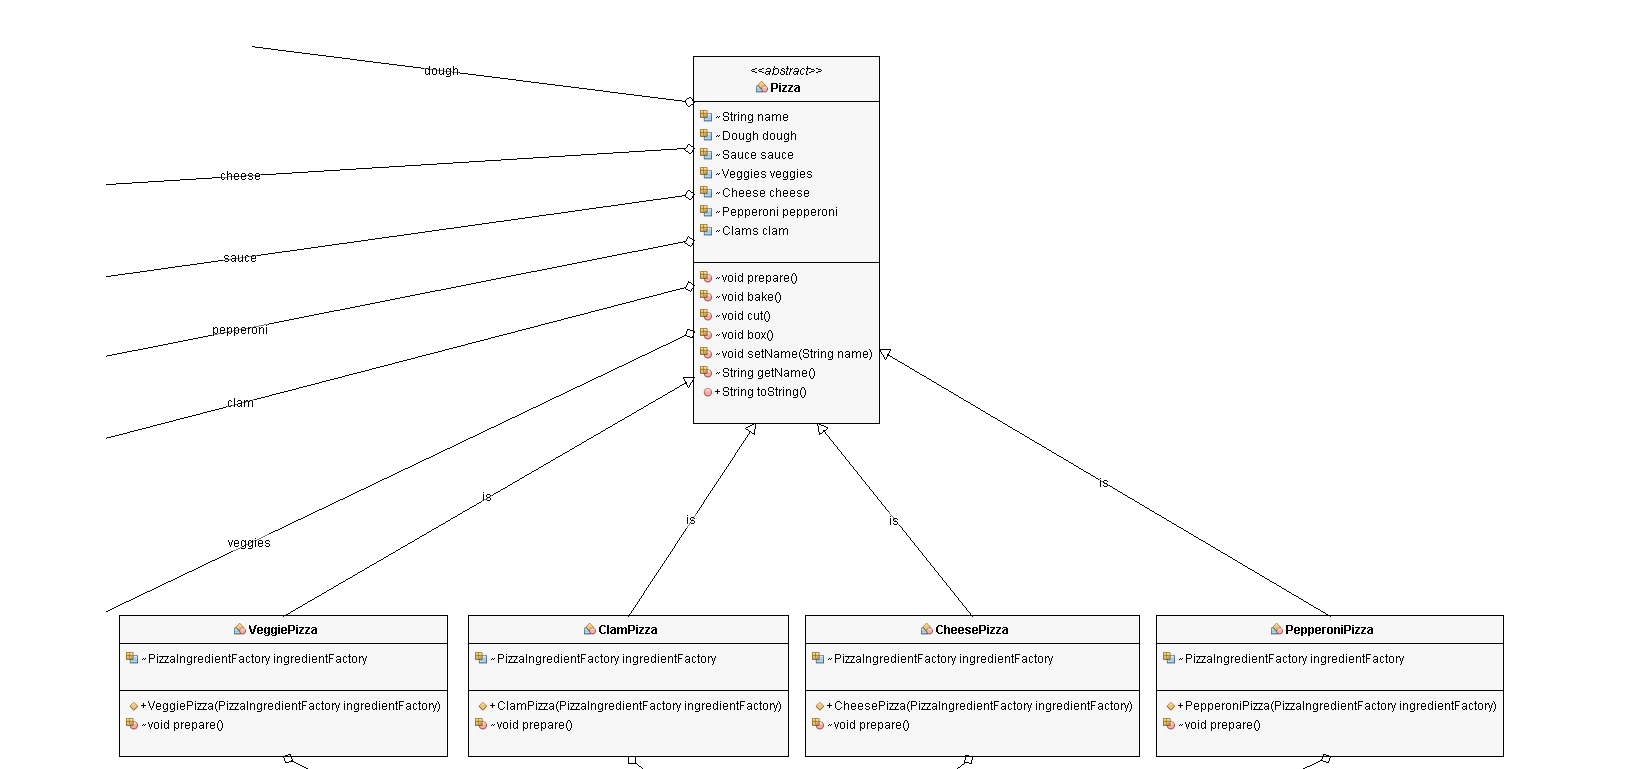 dough
cheese
sauce
pepperoni
clam
veggies
<<abstract>>
Pizza
~String name
~Dough dough
~Sauce sauce
~Veggies veggies
~Cheese cheese
~Pepperoni pepperoni
~Clams clam
~void prepare()
~void bake()
~void cut()
~void box()
~void setName(String name)
~String getName()
+String toString()
is
is
is
is
VeggiePizza
~PizzaIngredientFactory ingredientFactory
+VeggiePizza(PizzaIngredientFactory ingredientFactory)
~void prepare()
ClamPizza
~PizzaIngredientFactory ingredientFactory
+ClamPizza(PizzaIngredientFactory ingredientFactory)
~void prepare()
CheesePizza
~PizzaIngredientFactory ingredientFactory
+CheesePizza(PizzaIngredientFactory ingredientFactory)
~void prepare()
PepperoniPizza
~PizzaIngredientFactory ingredientFactory
+PepperoniPizza(PizzaIngredientFactory ingredientFactory)
~void prepare()